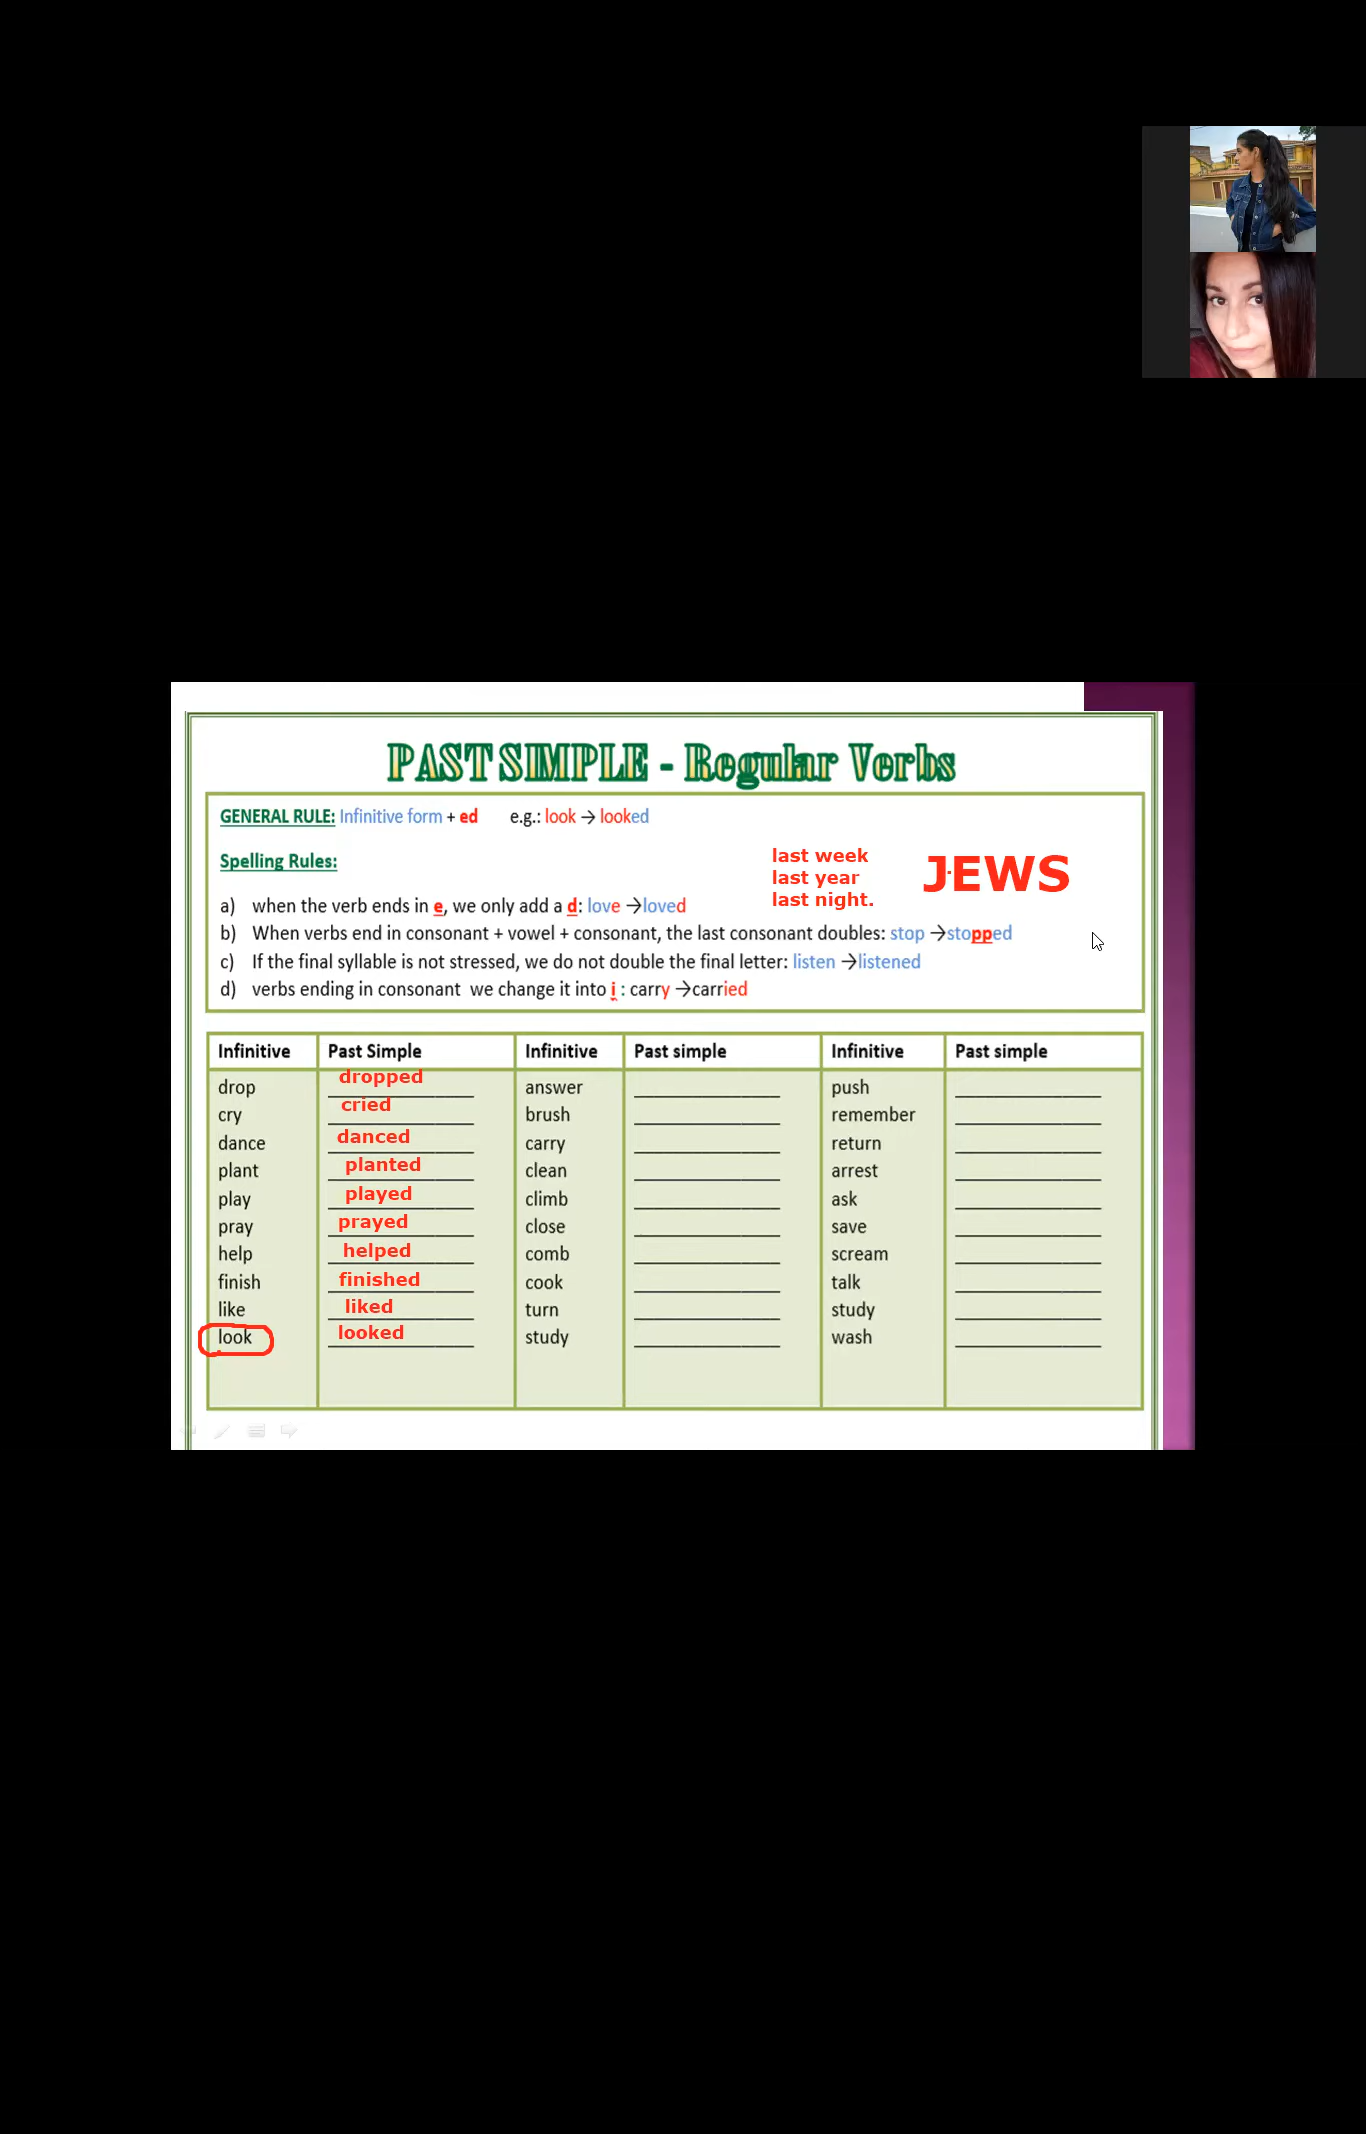 PAST SIMPLE - Regular Verbs
GENERAL RULE: Infinitive form + ed e.g.: look → looked
Spelling Rules:
last week
last year
last night.
JEWS
a) when the verb ends in e, we only add a d: love →loved
b) When verbs end in consonant + vowel + consonant, the last consonant doubles: stop →stopped
c) If the final syllable is not stressed, we do not double the final letter: listen →listened
d) verbs ending in consonant we change it into i : carry →carried
Infinitive Past Simple Infinitive Past simple Infinitive Past simple
drop dropped answer push
cry cried brush remember
dance danced carry return
plant planted clean arrest
play played climb ask
pray prayed close save
help helped comb scream
finish finished cook talk
like liked turn study
look looked study wash